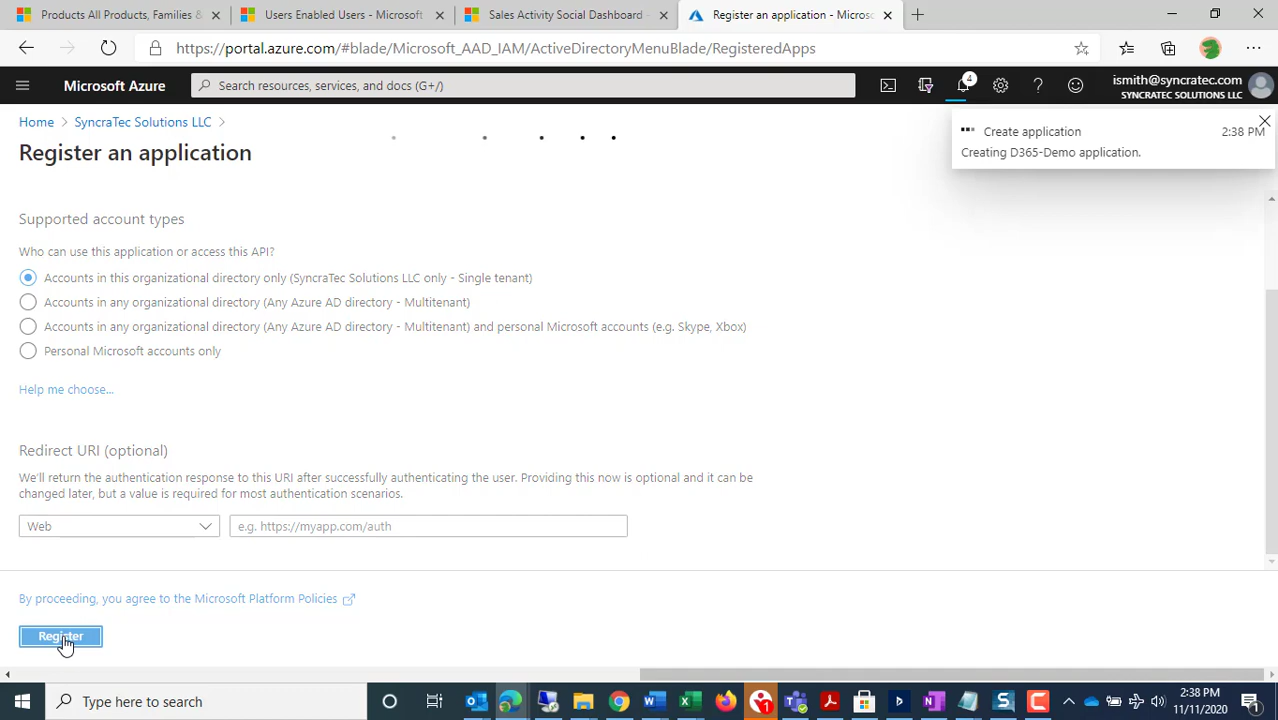 Products All Products, Families &
Users Enabled Users - Microsoft
Sales Activity Social Dashboard -
Register an application - Microso
https://portal.azure.com/#blade/Microsoft_AAD_IAM/ActiveDirectoryMenuBlade/RegisteredApps
Microsoft Azure
Search resources, services, and docs (G+/)
4
ismith@syncratec.com
SYNCRATEC SOLUTIONS LLC
Home > SyncraTec Solutions LLC >
Register an application
Create application 2:38 PM
Creating D365-Demo application.
Supported account types
Who can use this application or access this API?
Accounts in this organizational directory only (SyncraTec Solutions LLC only - Single tenant)
Accounts in any organizational directory (Any Azure AD directory - Multitenant)
Accounts in any organizational directory (Any Azure AD directory - Multitenant) and personal Microsoft accounts (e.g. Skype, Xbox)
Personal Microsoft accounts only
Help me choose...
Redirect URI (optional)
We'll return the authentication response to this URI after successfully authenticating the user. Providing this now is optional and it can be
changed later, but a value is required for most authentication scenarios.
Web
e.g. https://myapp.com/auth
By proceeding, you agree to the Microsoft Platform Policies
Register
Type here to search
2:38 PM
11/11/2020